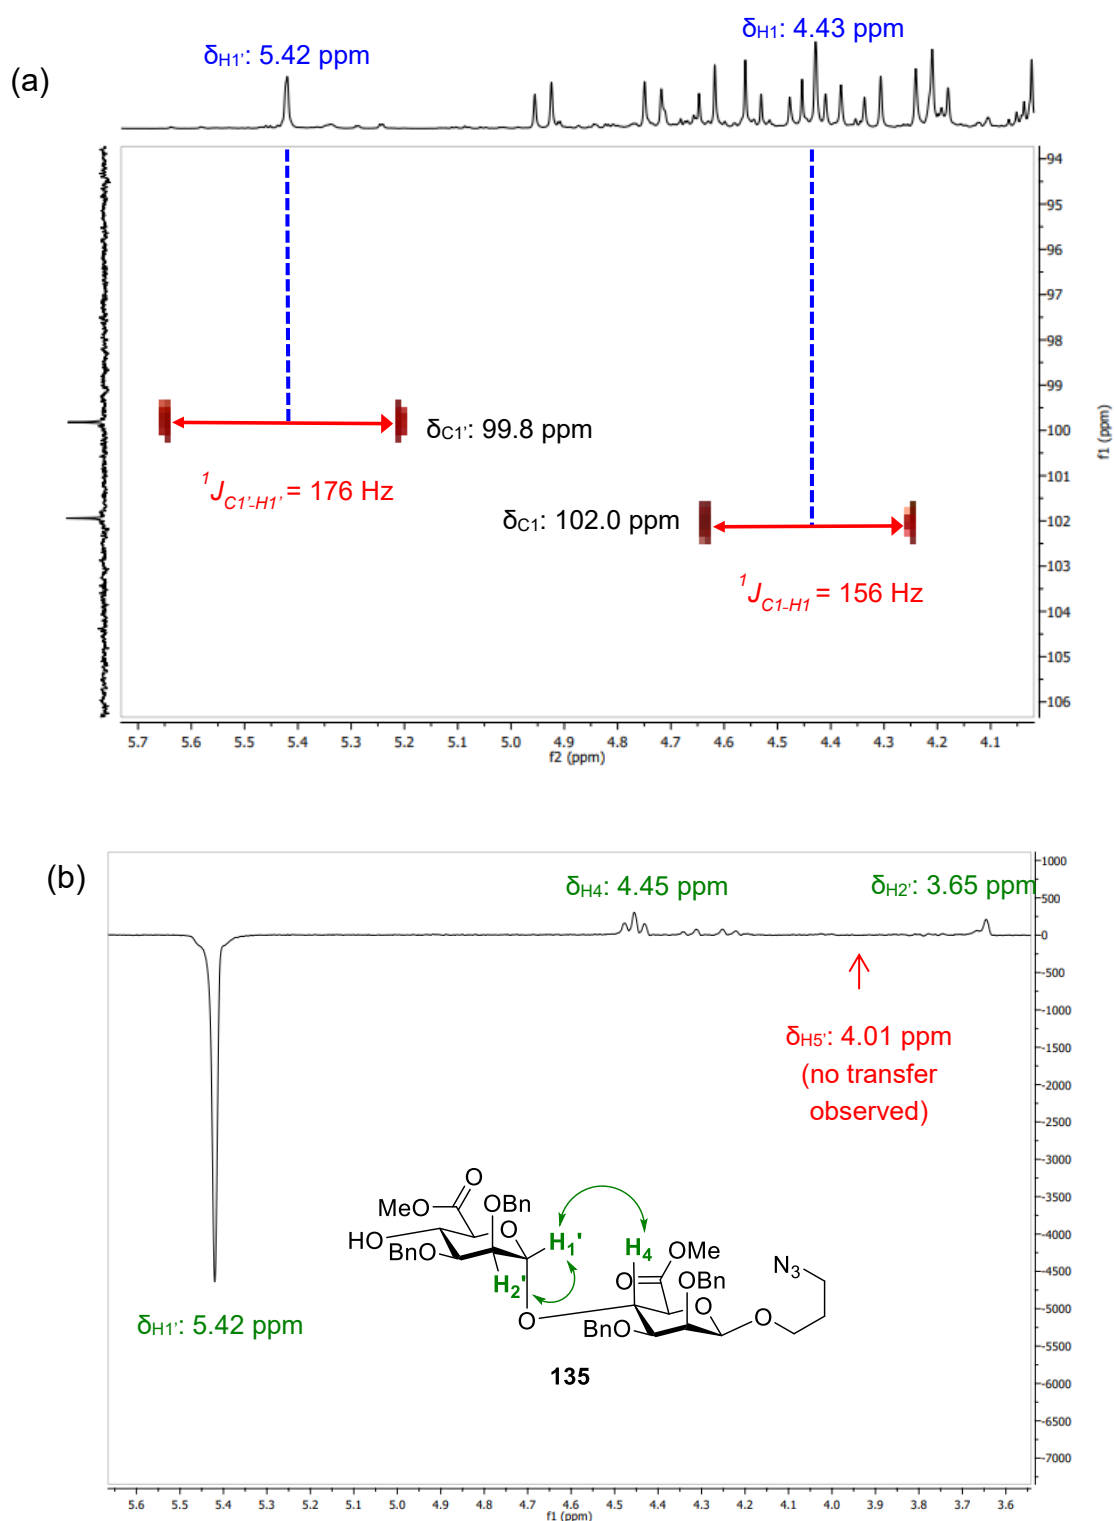 (a)
δH1': 5.42 ppm
δH1: 4.43 ppm
94
95
96
97
98
99
100
101
102
103
104
105
106
f1 (ppm)
δC1': 99.8 ppm
1JC1'-H1' = 176 Hz
δC1: 102.0 ppm
1JC1-H1 = 156 Hz
5.7 5.6 5.5 5.4 5.3 5.2 5.1 5.0 4.9 4.8 4.7 4.6 4.5 4.4 4.3 4.2 4.1
f2 (ppm)
(b)
δH4: 4.45 ppm
δH2': 3.65 ppm
1000
500
0
-500
-1000
-1500
-2000
-2500
-3000
-3500
-4000
-4500
-5000
-5500
-6000
-6500
-7000
δH5': 4.01 ppm
(no transfer
observed)
O
MeO
OBn
O
HO
BnO
H1'
H2'
H4
OMe
O
OBn
O
O
BnO
O
N3
135
δH1': 5.42 ppm
5.6 5.5 5.4 5.3 5.2 5.1 5.0 4.9 4.8 4.7 4.6 4.5 4.4 4.3 4.2 4.1 4.0 3.9 3.8 3.7 3.6
f1 (ppm)